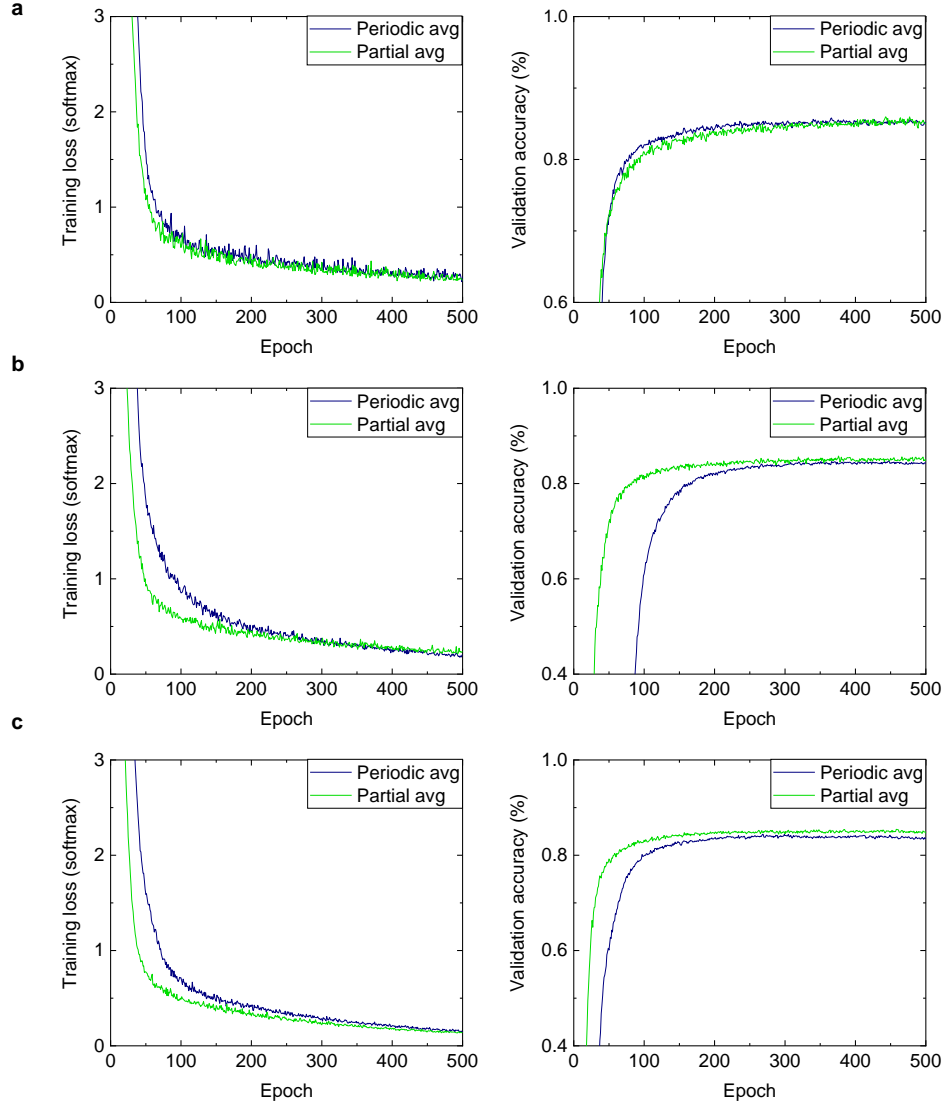 a
Training loss (softmax)
3
2
1
0
0 100 200 300 400 500
Epoch
Periodic avg
Partial avg
Validation accuracy (%)
1.0
0.8
0.6
0 100 200 300 400 500
Epoch
Periodic avg
Partial avg
b
Training loss (softmax)
3
2
1
0
0 100 200 300 400 500
Epoch
Periodic avg
Partial avg
Validation accuracy (%)
1.0
0.8
0.6
0.4
0 100 200 300 400 500
Epoch
Periodic avg
Partial avg
c
Training loss (softmax)
3
2
1
0
0 100 200 300 400 500
Epoch
Periodic avg
Partial avg
Validation accuracy (%)
1.0
0.8
0.6
0.4
0 100 200 300 400 500
Epoch
Periodic avg
Partial avg